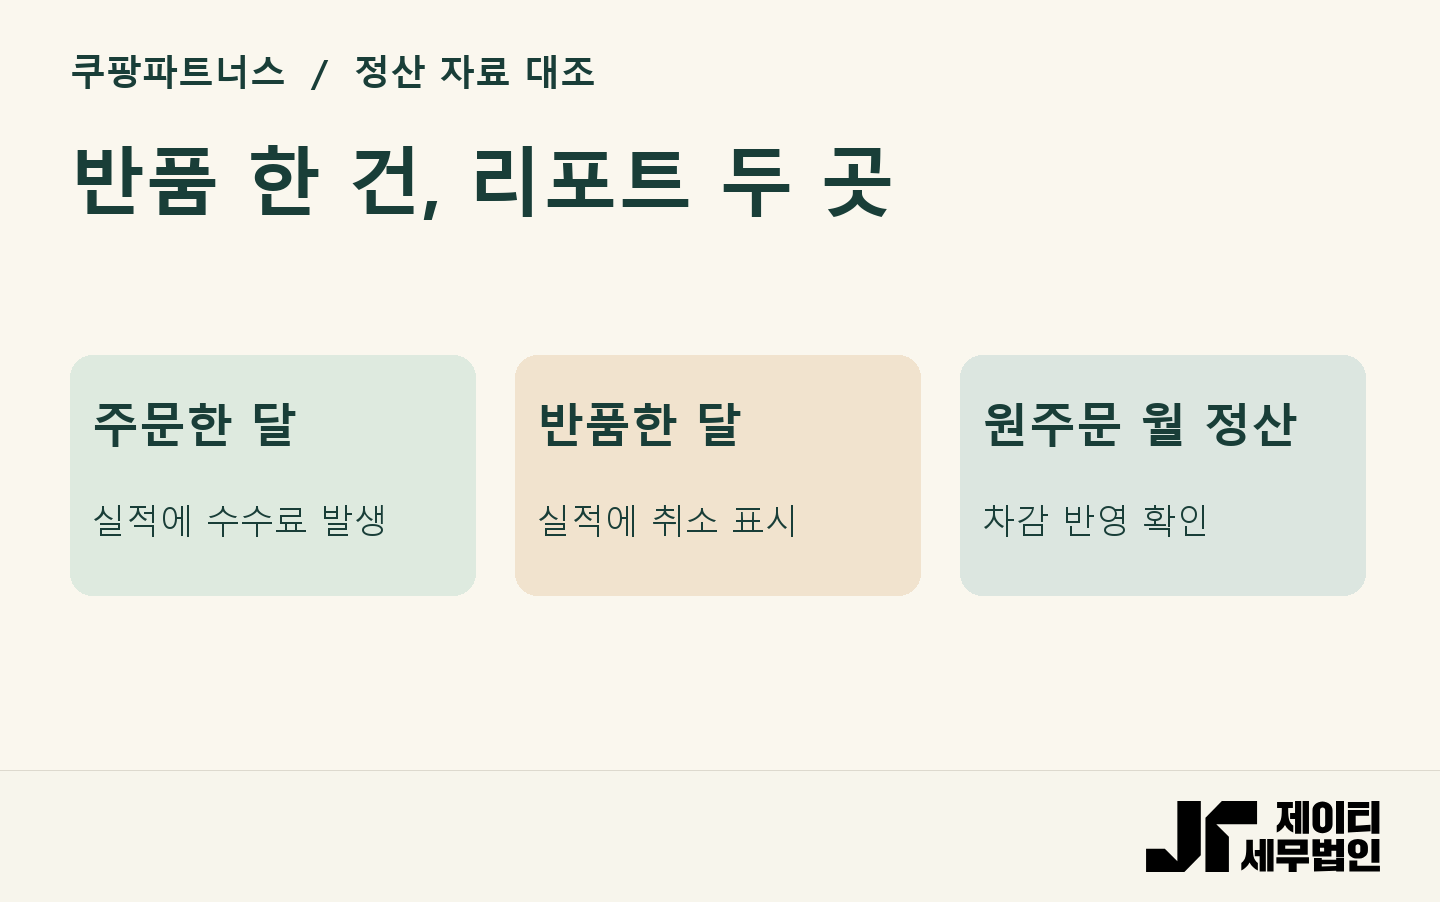 쿠팡파트너스 / 정산 자료 대조
반품 한 건, 리포트 두 곳
주문한 달
실적에 수수료 발생
반품한 달
실적에 취소 표시
원주문 월 정산
차감 반영 확인
제이티
세무법인